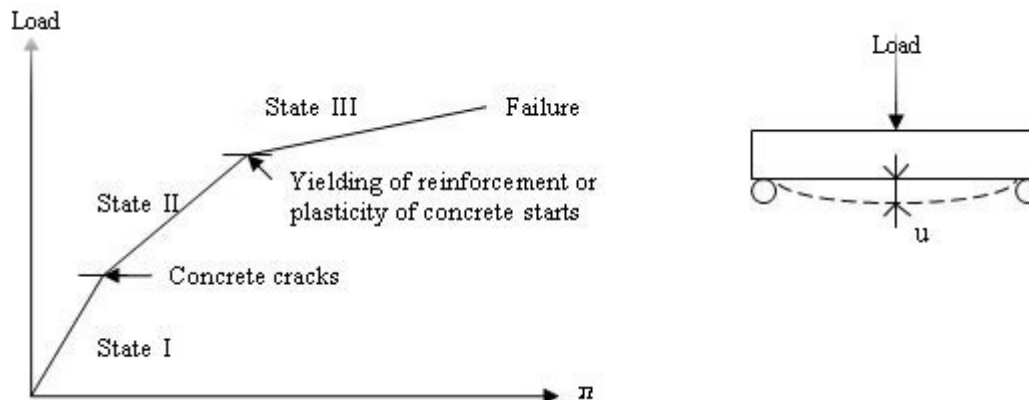 Load
State III
Failure
Yielding of reinforcement or
plasticity of concrete starts
State II
Concrete cracks
State I
Load
u